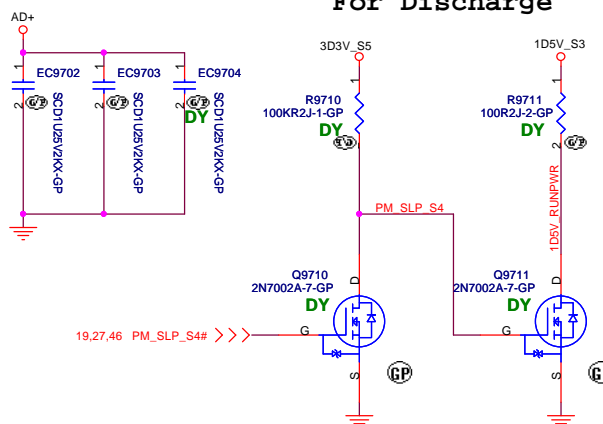 For Discharge
AD+
3D3V_S5
1D5V_S3
1
EC9702
2
SCD1U25V2KX-GP
1
EC9703
2
SCD1U25V2KX-GP
1
EC9704
2
DY
SCD1U25V2KX-GP
1
R9710
100KR2J-1-GP
DY
1
R9711
100R2J-2-GP
DY
2
PM_SLP_S4
1D5V_RUNPWR
Q9710
2N7002A-7-GP
DY
D
G
S
GP
Q9711
2N7002A-7-GP
DY
D
G
S
G
19,27,46 PM_SLP_S4#